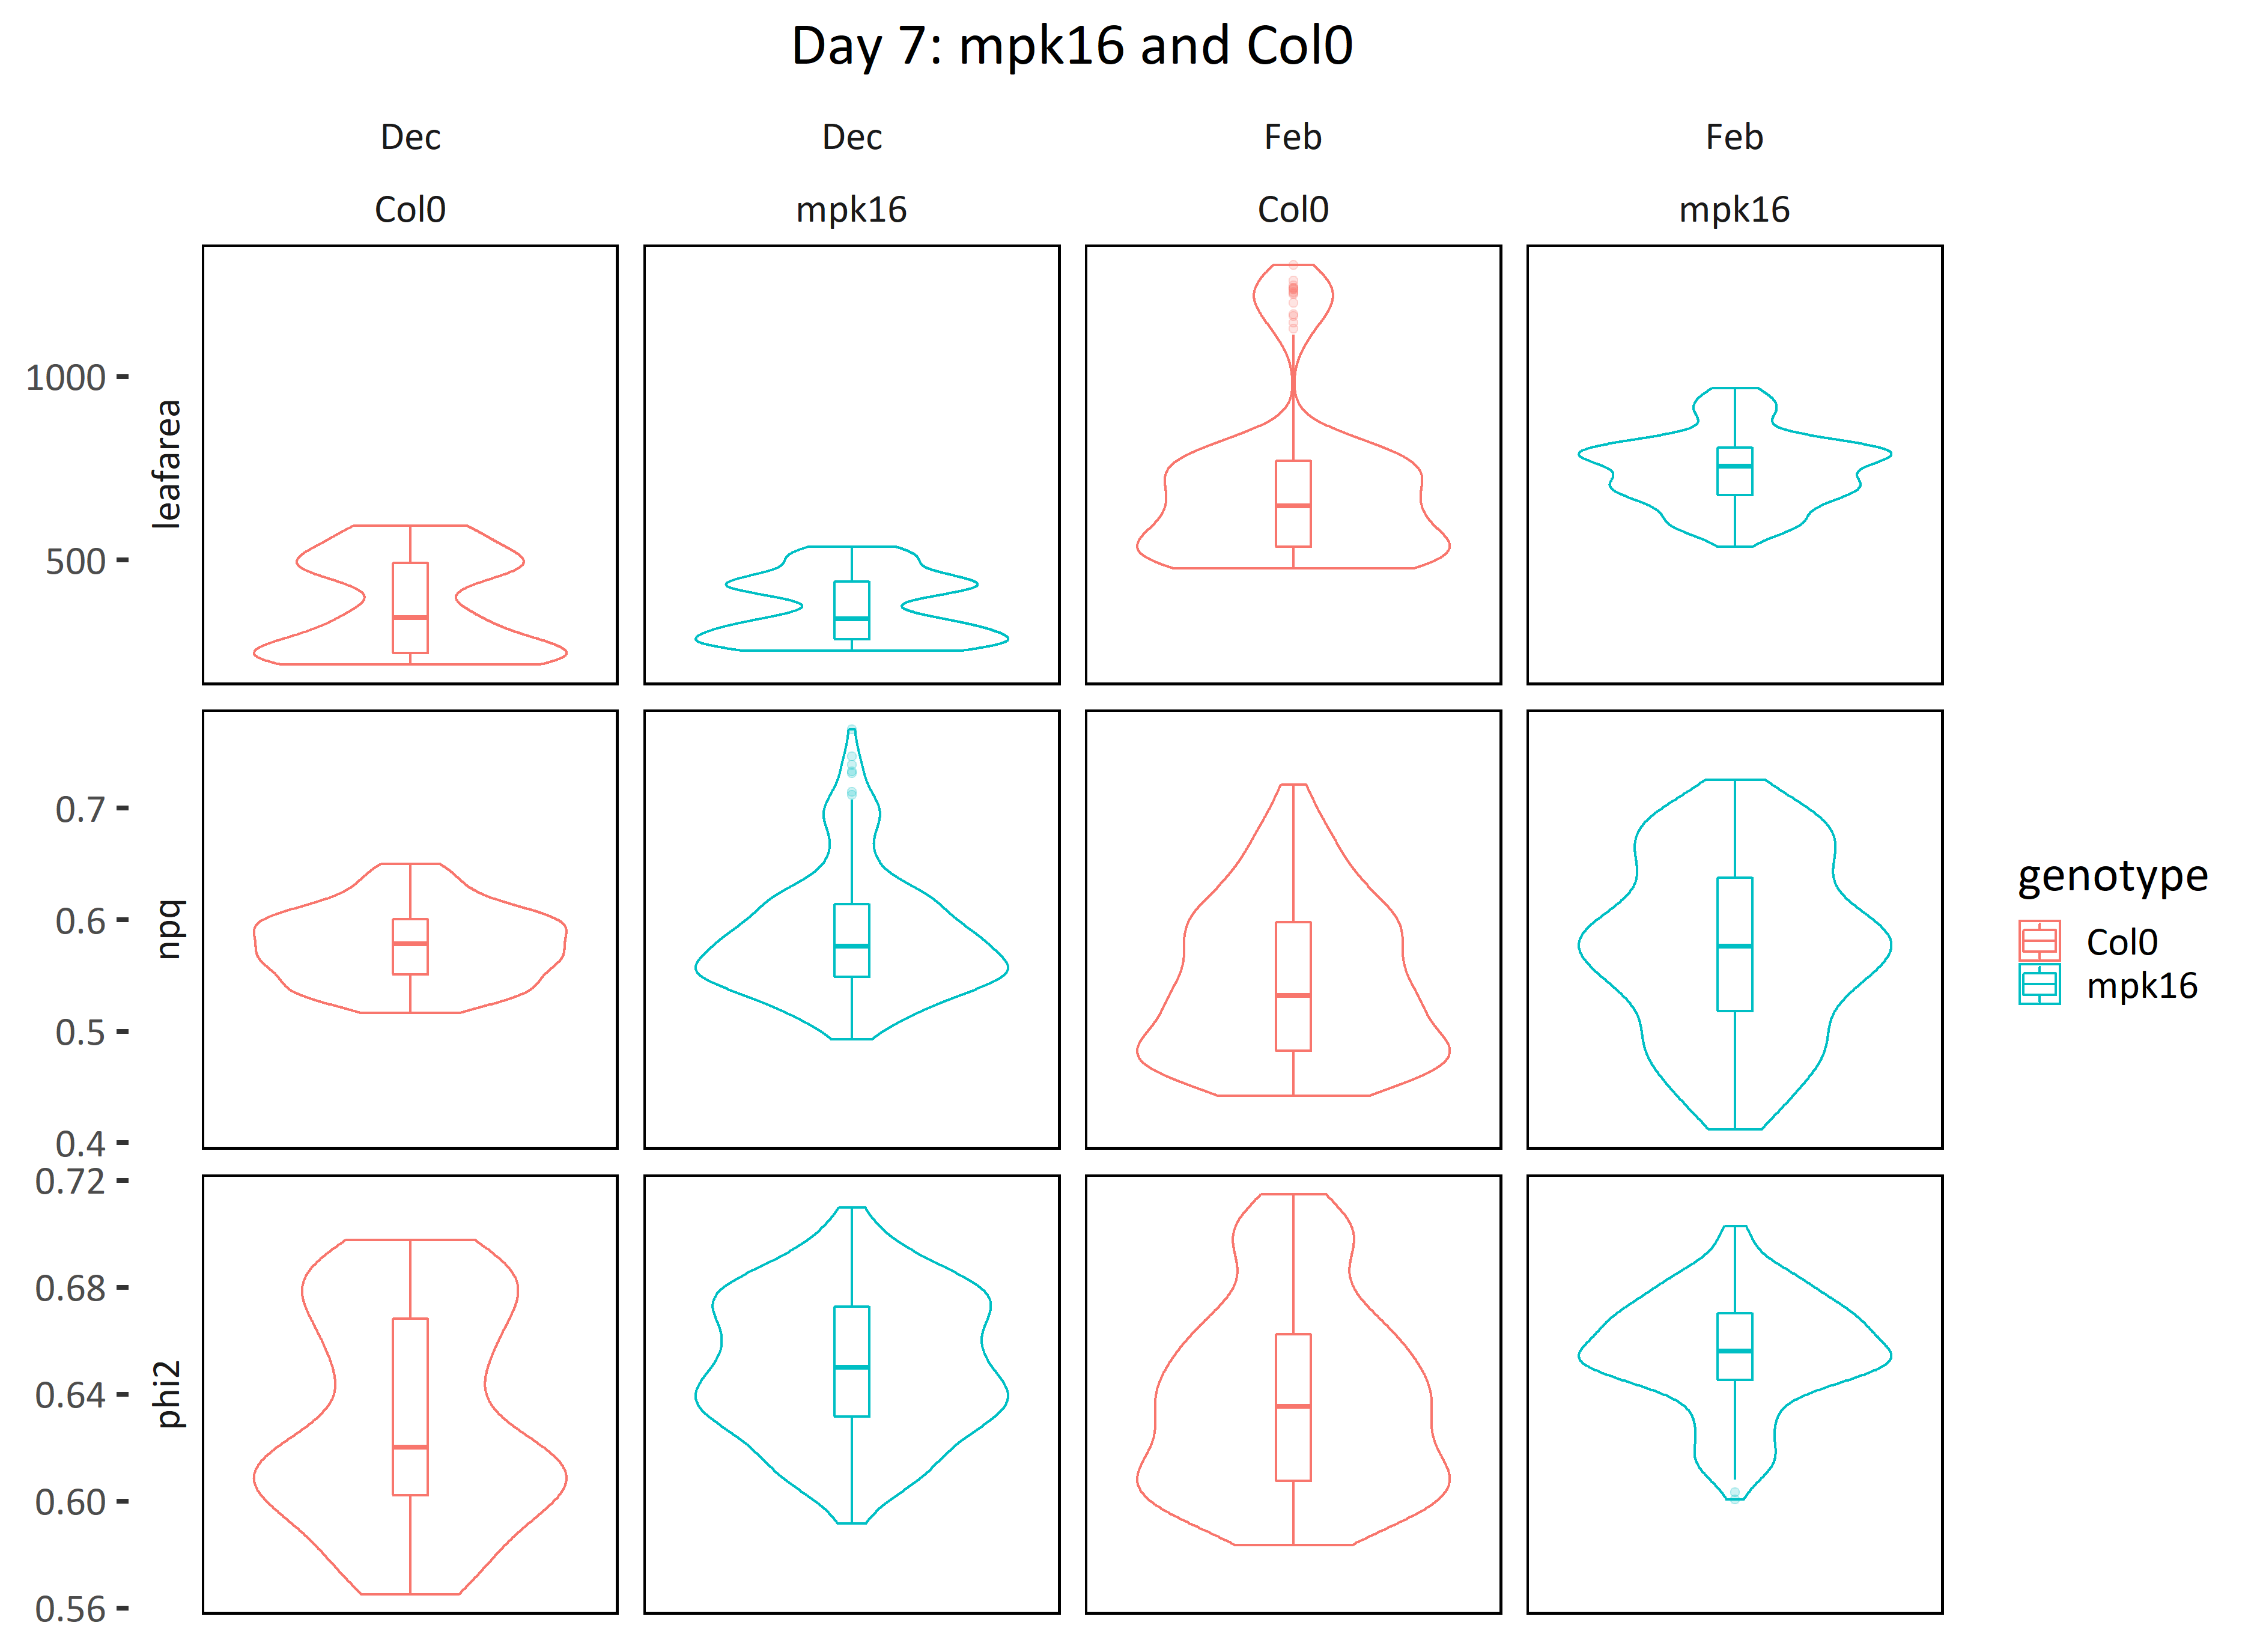 Day 7: mpk16 and Col0
Dec
Dec
Feb
Feb
Col0
mpk16
Col0
mpk16
leafarea
1000
500
npq
0.7
0.6
0.5
0.4
phi2
0.72
0.68
0.64
0.60
0.56
genotype
Col0
mpk16